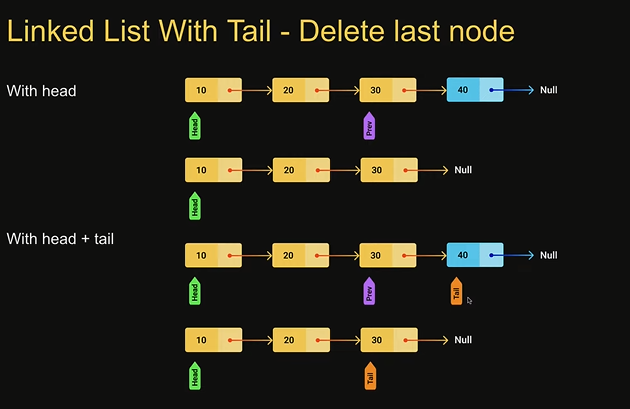 Linked List With Tail - Delete last node
With head
10 20 30 40 Null
Head Prev
10 20 30 Null
Head
With head + tail
10 20 30 40 Null
Head Prev Tail
10 20 30 Null
Head Tail